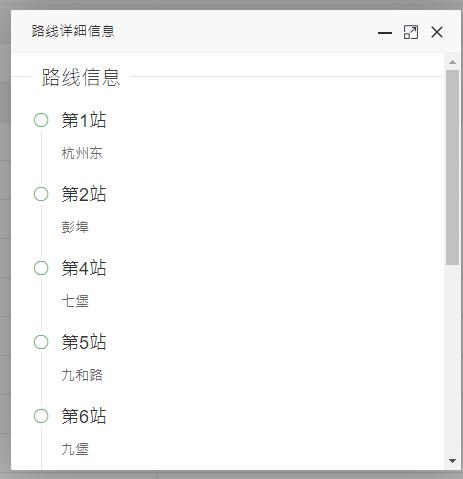 路线详细信息
路线信息
第1站
杭州东
第2站
彭埠
第4站
七堡
第5站
九和路
第6站
九堡